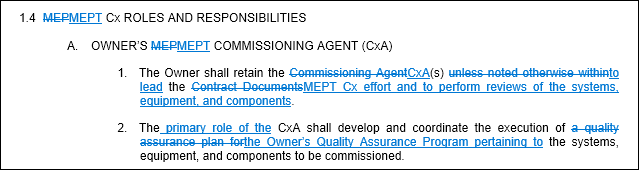 1.4 MEPMEPT Cx ROLES AND RESPONSIBILITIES
A. OWNER'S MEPMEPT COMMISSIONING AGENT (CxA)
1. The Owner shall retain the Commissioning AgentCxA(s) unless noted otherwise withinto
lead the Contract DocumentsMEPT Cx effort and to perform reviews of the systems,
equipment, and components.
2. The primary role of the CxA shall develop and coordinate the execution of a quality
assurance plan forthe Owner's Quality Assurance Program pertaining to the systems,
equipment, and components to be commissioned.